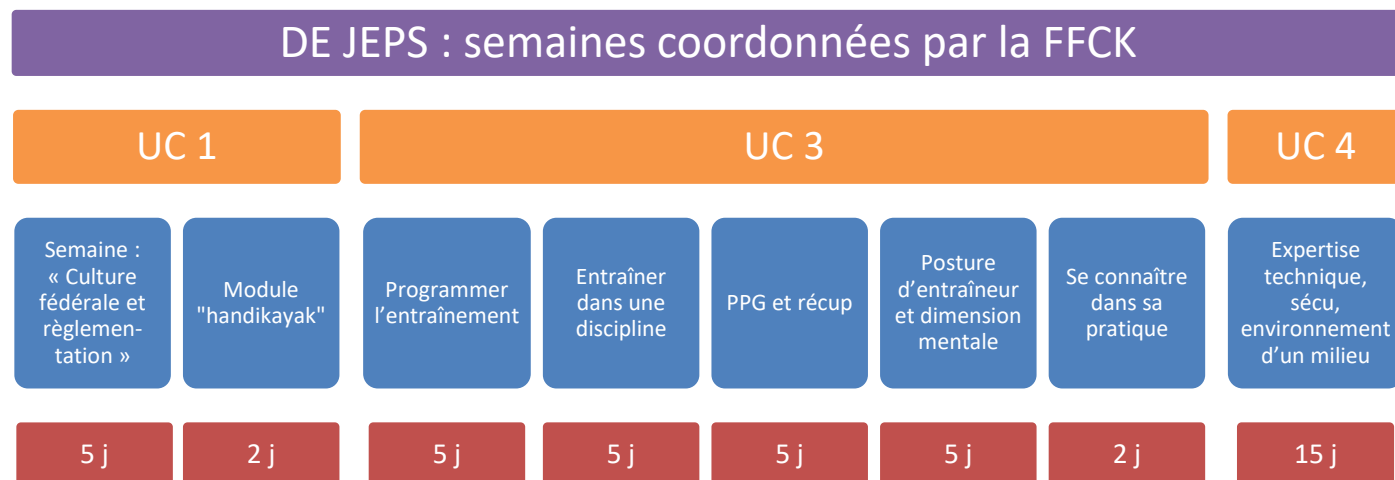 DE JEPS : semaines coordonnées par la FFCK
UC 1
UC 3
UC 4
Semaine :
« Culture
fédérale et
règlemen-
tation »
Module
"handikayak"
Programmer
l’entraînement
Entraîner
dans une
discipline
PPG et récup
Posture
d’entraîneur
et dimension
mentale
Se connaître
dans sa
pratique
Expertise
technique,
sécu,
environnement
d’un milieu
5 j
2 j
5 j
5 j
5 j
5 j
2 j
15 j